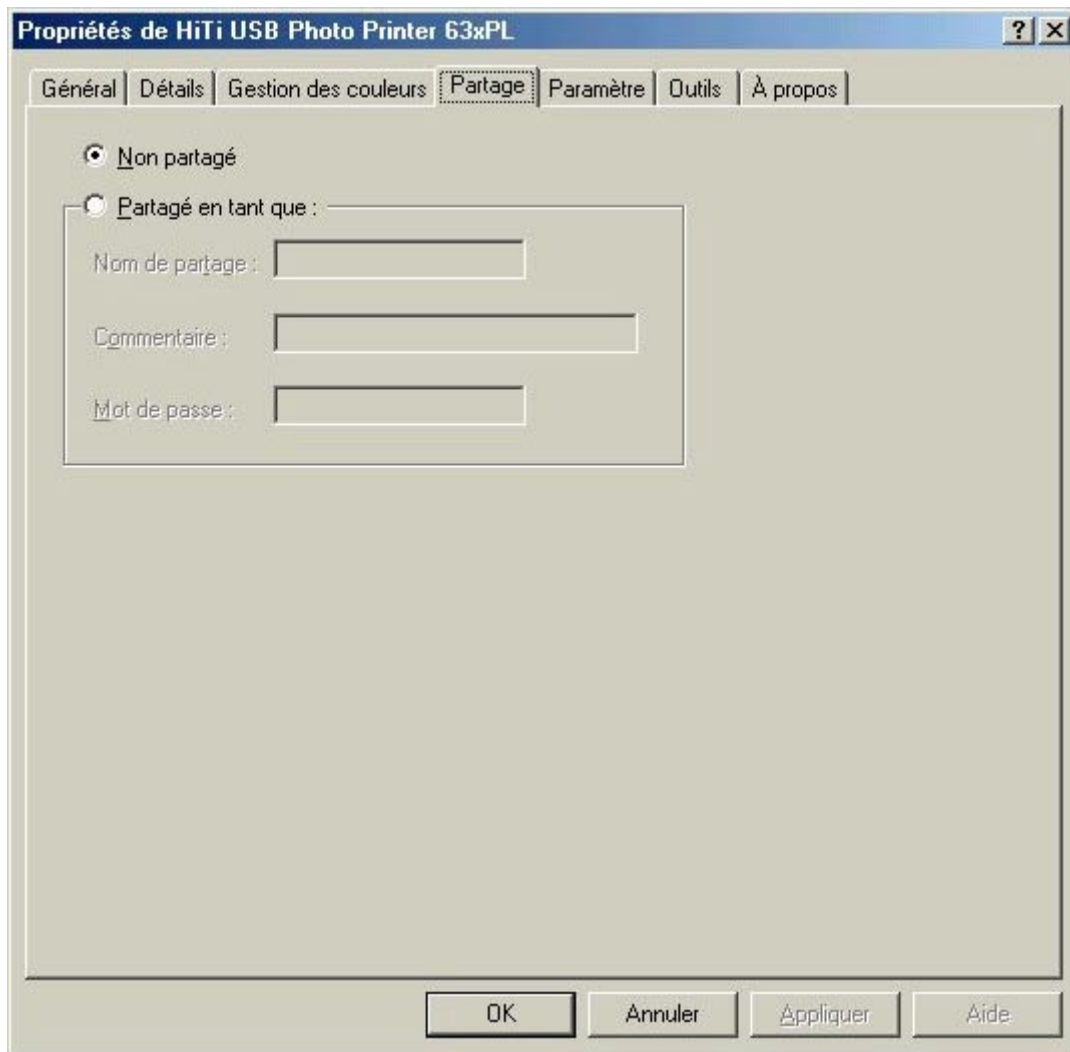 Propriétés de HiTi USB Photo Printer 63xPL
Général Détails Gestion des couleurs Partage Paramètre Outils À propos
Non partagé
Partagé en tant que :
Nom de partage :
Commentaire :
Mot de passe :
OK Annuler Appliquer Aide